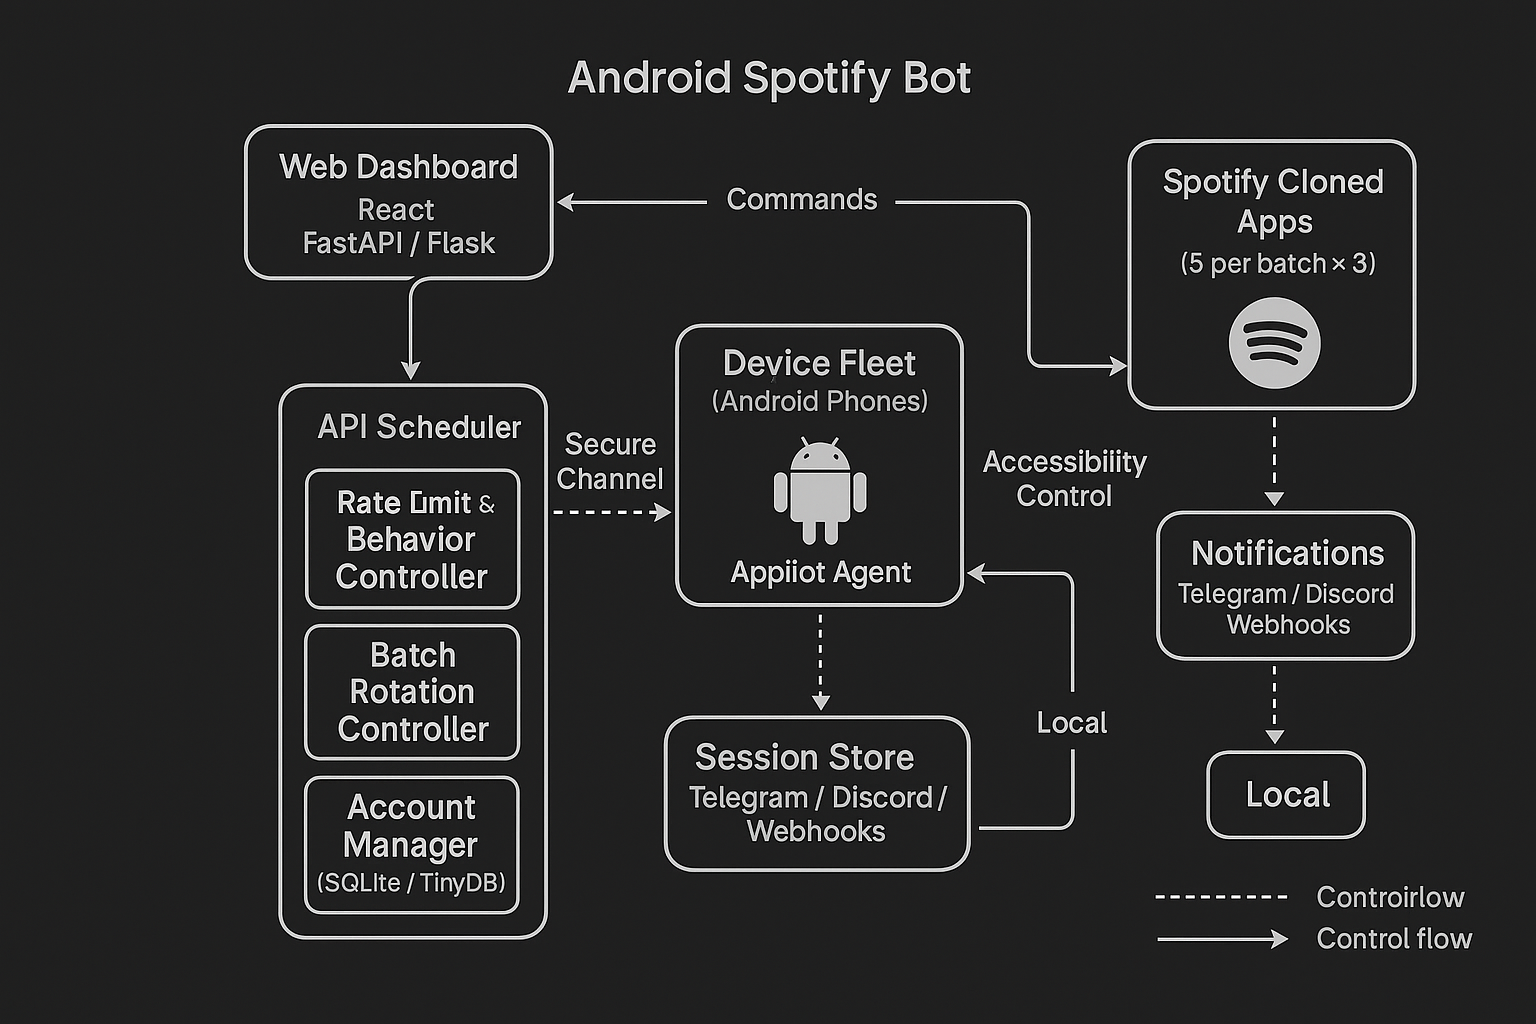 Android Spotify Bot
Web Dashboard
React
FastAPI / Flask
Commands
Spotify Cloned
Apps
(5 per batch × 3)
API Scheduler
Rate Limit &
Behavior
Controller
Batch
Rotation
Controller
Account
Manager
(SQLIte / TinyDB)
Secure
Channel
Device Fleet
(Android Phones)
Appiiot Agent
Accessibility
Control
Session Store
Telegram / Discord /
Webhooks
Local
Notifications
Telegram / Discord
Webhooks
Local
Controirlow
Control flow